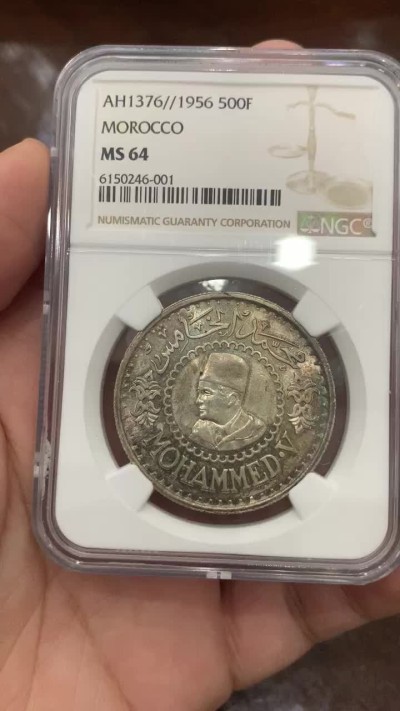 AH1376//1956 500F
MOROCCO
MS 64
6150246-001
NUMISMATIC GUARANTY CORPORATION
NGC
محمد الخامس
MOHAMMED·V